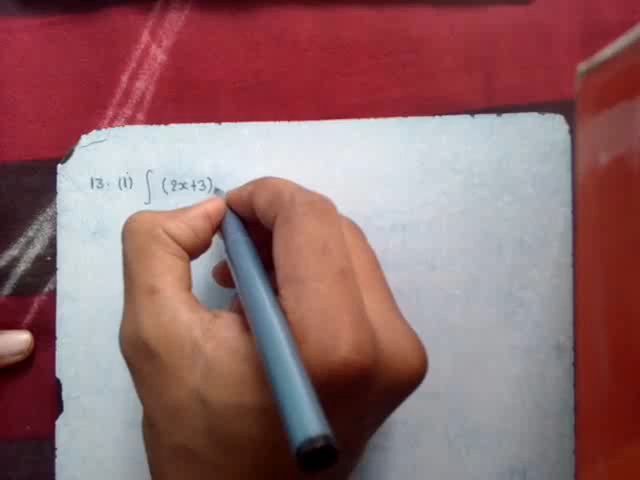 13. (i) ∫ (2x+3)